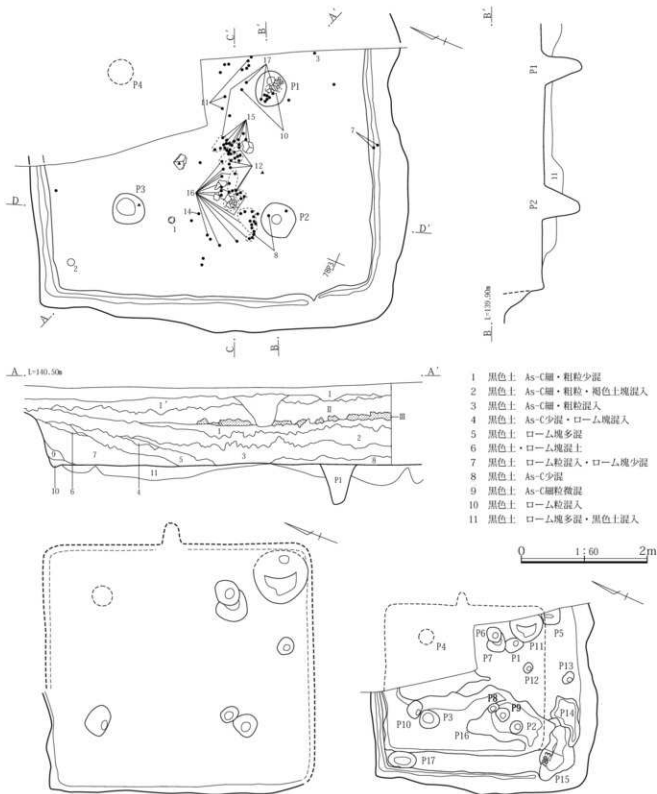 C'
B'
A'
B'
17
3
P4
P1
11
P1
10
15
7
12
16
11
D
P3
14
P2
P2
1
8
D'
2
A
C
B
B L=139.90m
A L=140.50m
A'
I
I'
II
III
1
2
9
7
5
3
8
10
6
4
11
P1
1 黒色土 As-C細・粗粒少混
2 黒色土 As-C細・粗粒・褐色土塊混入
3 黒色土 As-C細・粗粒混入
4 黒色土 As-C少混・ローム塊混入
5 黒色土 ローム塊多混
6 黒色土・ローム塊混土
7 黒色土 ローム粒混入・ローム塊少混
8 黒色土 As-C少混
9 黒色土 As-C細粒微混
10 黒色土 ローム粒混入
11 黒色土 ローム塊多混・黒色土混入
0 1:60 2m
P4
P6
P7
P1
P11
P5
P12
P13
P10
P3
P8
P9
P16
P2
P14
P17
P15